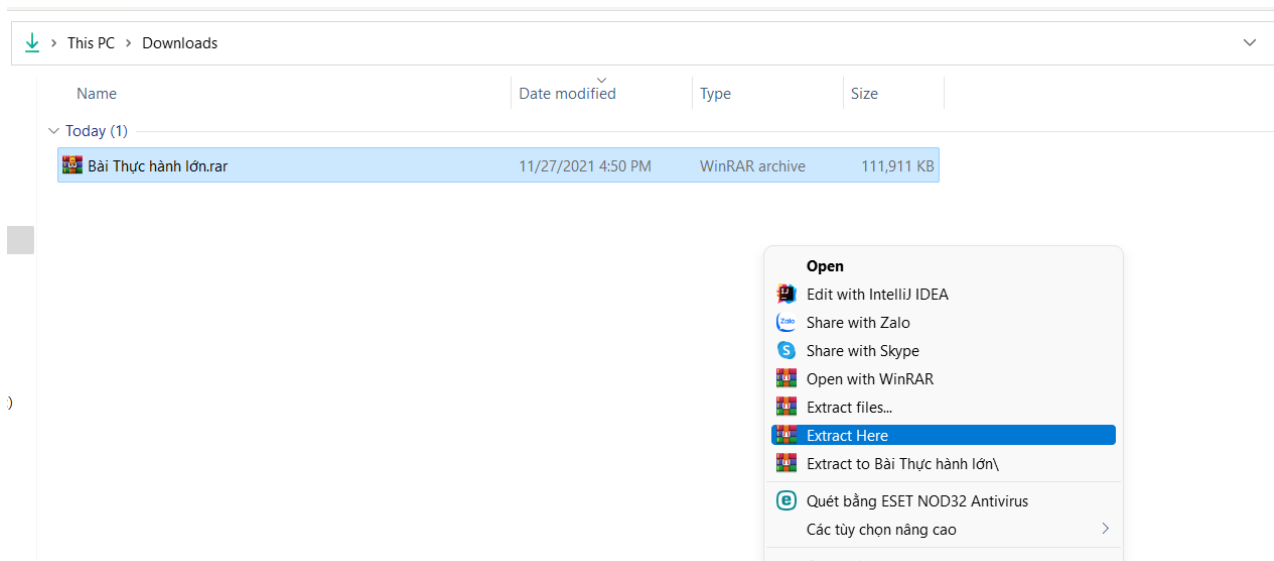 This PC > Downloads
Name Date modified Type Size
Today (1)
Bài Thực hành lớn.rar 11/27/2021 4:50 PM WinRAR archive 111,911 KB
Open
Edit with IntelliJ IDEA
Zalo Share with Zalo
S Share with Skype
Open with WinRAR
:)
Extract files...
Extract Here
Extract to Bài Thực hành lớn\
e Quét bằng ESET NOD32 Antivirus
Các tùy chọn nâng cao